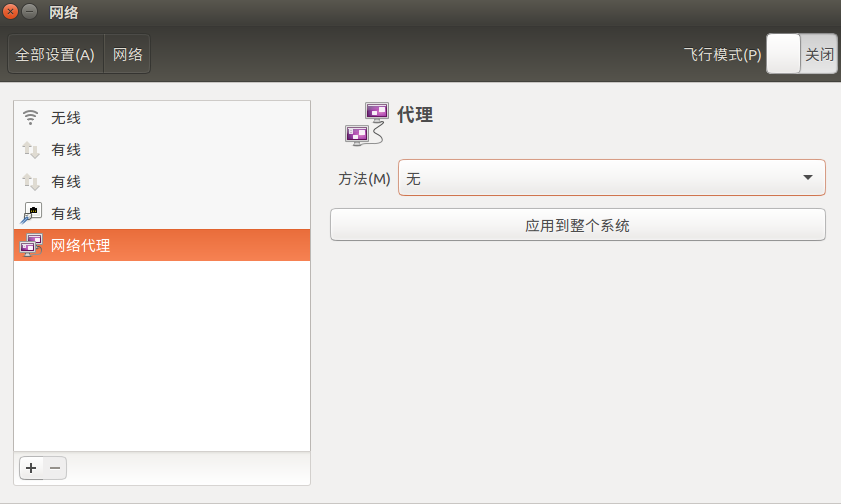 网络
全部设置(A) 网络 飞行模式(P) 关闭
无线
有线
有线
有线
网络代理
代理
方法(M) 无
应用到整个系统